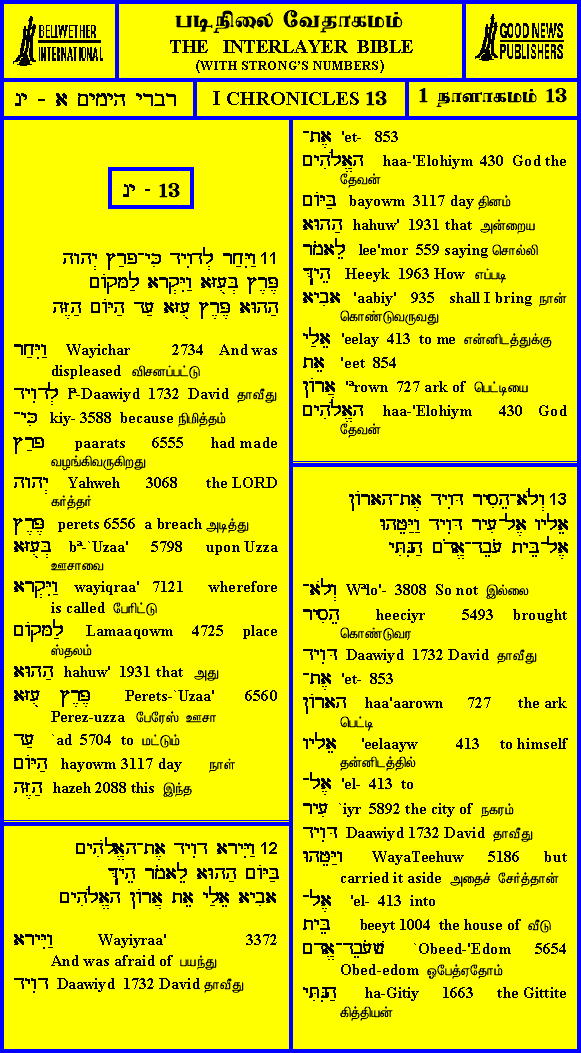 BELLWETHER
INTERNATIONAL
படிநிலை வேதாகமம்
THE INTERLAYER BIBLE
(WITH STRONG'S NUMBERS)
GOOD NEWS
PUBLISHERS
דברי הימים א - יג
I CHRONICLES 13
1 நாளாகமம் 13
יג - 13
11 וַיִּחַר לְדָוִיד כִּי־פָרַץ יְהוָה
פֶּרֶץ בְּעֻזָּא וַיִּקְרָא לַמָּקוֹם
הַהוּא פֶּרֶץ עֻזָּא עַד הַיּוֹם הַזֶּה
וַיִּחַר Wayichar 2734 And was
displeased விசனப்பட்டு
לְדָוִיד lª-Daawiyd 1732 David தாவீது
כִּי־ kiy- 3588 because நிமித்தம்
פָרַץ paarats 6555 had made
வழங்கிவருகிறது
יְהוָה Yahweh 3068 the LORD
கர்த்தர்
פֶּרֶץ perets 6556 a breach அடித்து
בְּעֻזָּא bª-`Uzaa' 5798 upon Uzza
ஊசாவை
וַיִּקְרָא wayiqraa' 7121 wherefore
is called பேரிட்டு
לַמָּקוֹם Lamaaqowm 4725 place
ஸ்தலம்
הַהוּא hahuw' 1931 that அது
פֶּרֶץ עֻזָּא Perets-`Uzaa' 6560
Perez-uzza பேரேஸ் ஊசா
עַד `ad 5704 to மட்டும்
הַיּוֹם hayowm 3117 day நாள்
הַזֶּה hazeh 2088 this இந்த
12 וַיִּירָא דָוִיד אֶת־הָאֱלֹהִים
בַּיּוֹם הַהוּא לֵאמֹר הֵיךְ
אָבִיא אֵלַי אֵת אֲרוֹן הָאֱלֹהִים
וַיִּירָא Wayiyraa' 3372
And was afraid of பயந்து
דָוִיד Daawiyd 1732 David தாவீது
אֶת־ 'et- 853
הָאֱלֹהִים haa-'Elohiym 430 God the
தேவன்
בַּיּוֹם bayowm 3117 day தினம்
הַהוּא hahuw' 1931 that அன்றைய
לֵאמֹר lee'mor 559 saying சொல்லி
הֵיךְ Heeyk 1963 How எப்படி
אָבִיא 'aabiy' 935 shall I bring நான்
கொண்டுவருவது
אֵלַי 'eelay 413 to me என்னிடத்துக்கு
אֵת 'eet 854
אֲרוֹן 'ªrown 727 ark of பெட்டியை
הָאֱלֹהִים haa-'Elohiym 430 God
தேவன்
13 וְלֹא־הֵסִיר דָּוִיד אֶת־הָאָרוֹן
אֵלָיו אֶל־עִיר דָּוִיד וַיַּטֵּהוּ
אֶל־בֵּית עֹבֵד־אֱדֹם הַגִּתִּי
וְלֹא־ Wªlo'- 3808 So not இல்லை
הֵסִיר heeciyr 5493 brought
கொண்டுவர
דָּוִיד Daawiyd 1732 David தாவீது
אֶת־ 'et- 853
הָאָרוֹן haa'aarown 727 the ark
பெட்டி
אֵלָיו 'eelaayw 413 to himself
தன்னிடத்தில்
אֶל־ 'el- 413 to
עִיר `iyr 5892 the city of நகரம்
דָּוִיד Daawiyd 1732 David தாவீது
וַיַּטֵּהוּ WayaTeehuw 5186 but
carried it aside அதைச் சேர்த்தான்
אֶל־ 'el- 413 into
בֵּית beeyt 1004 the house of வீடு
עֹבֵד־אֱדֹם `Obeed-'Edom 5654
Obed-edom ஓபேத்ஏதோம்
הַגִּתִּי ha-Gitiy 1663 the Gittite
கித்தியன்